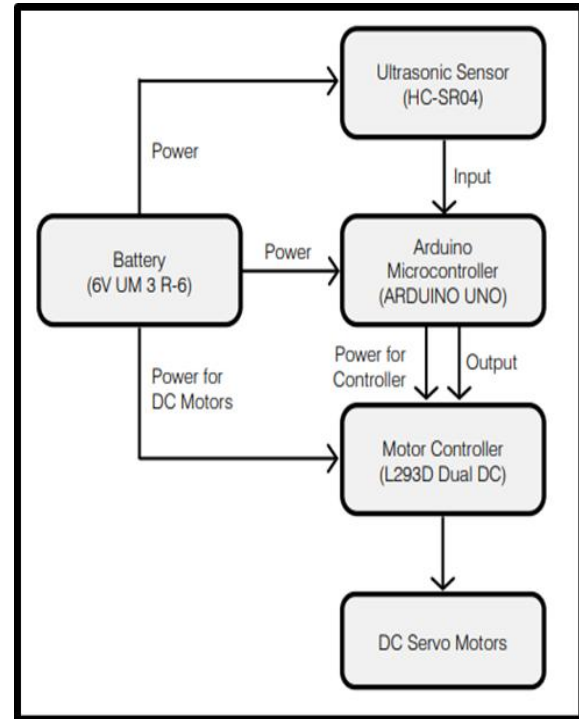 Ultrasonic Sensor
(HC-SR04)
Power
Input
Battery
(6V UM 3 R-6)
Power
Arduino
Microcontroller
(ARDUINO UNO)
Power for
DC Motors
Power for
Controller
Output
Motor Controller
(L293D Dual DC)
DC Servo Motors